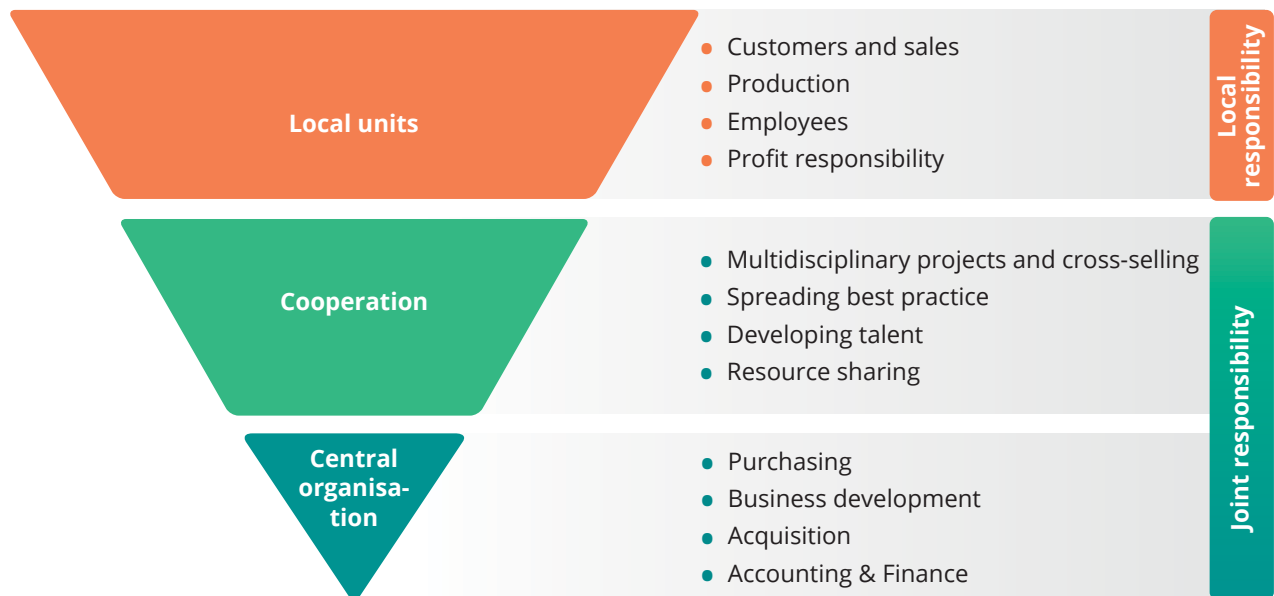 Local units
Customers and sales
Production
Employees
Profit responsibility
Local
responsibility
Cooperation
Multidisciplinary projects and cross-selling
Spreading best practice
Developing talent
Resource sharing
Joint responsibility
Central
organisa-
tion
Purchasing
Business development
Acquisition
Accounting & Finance